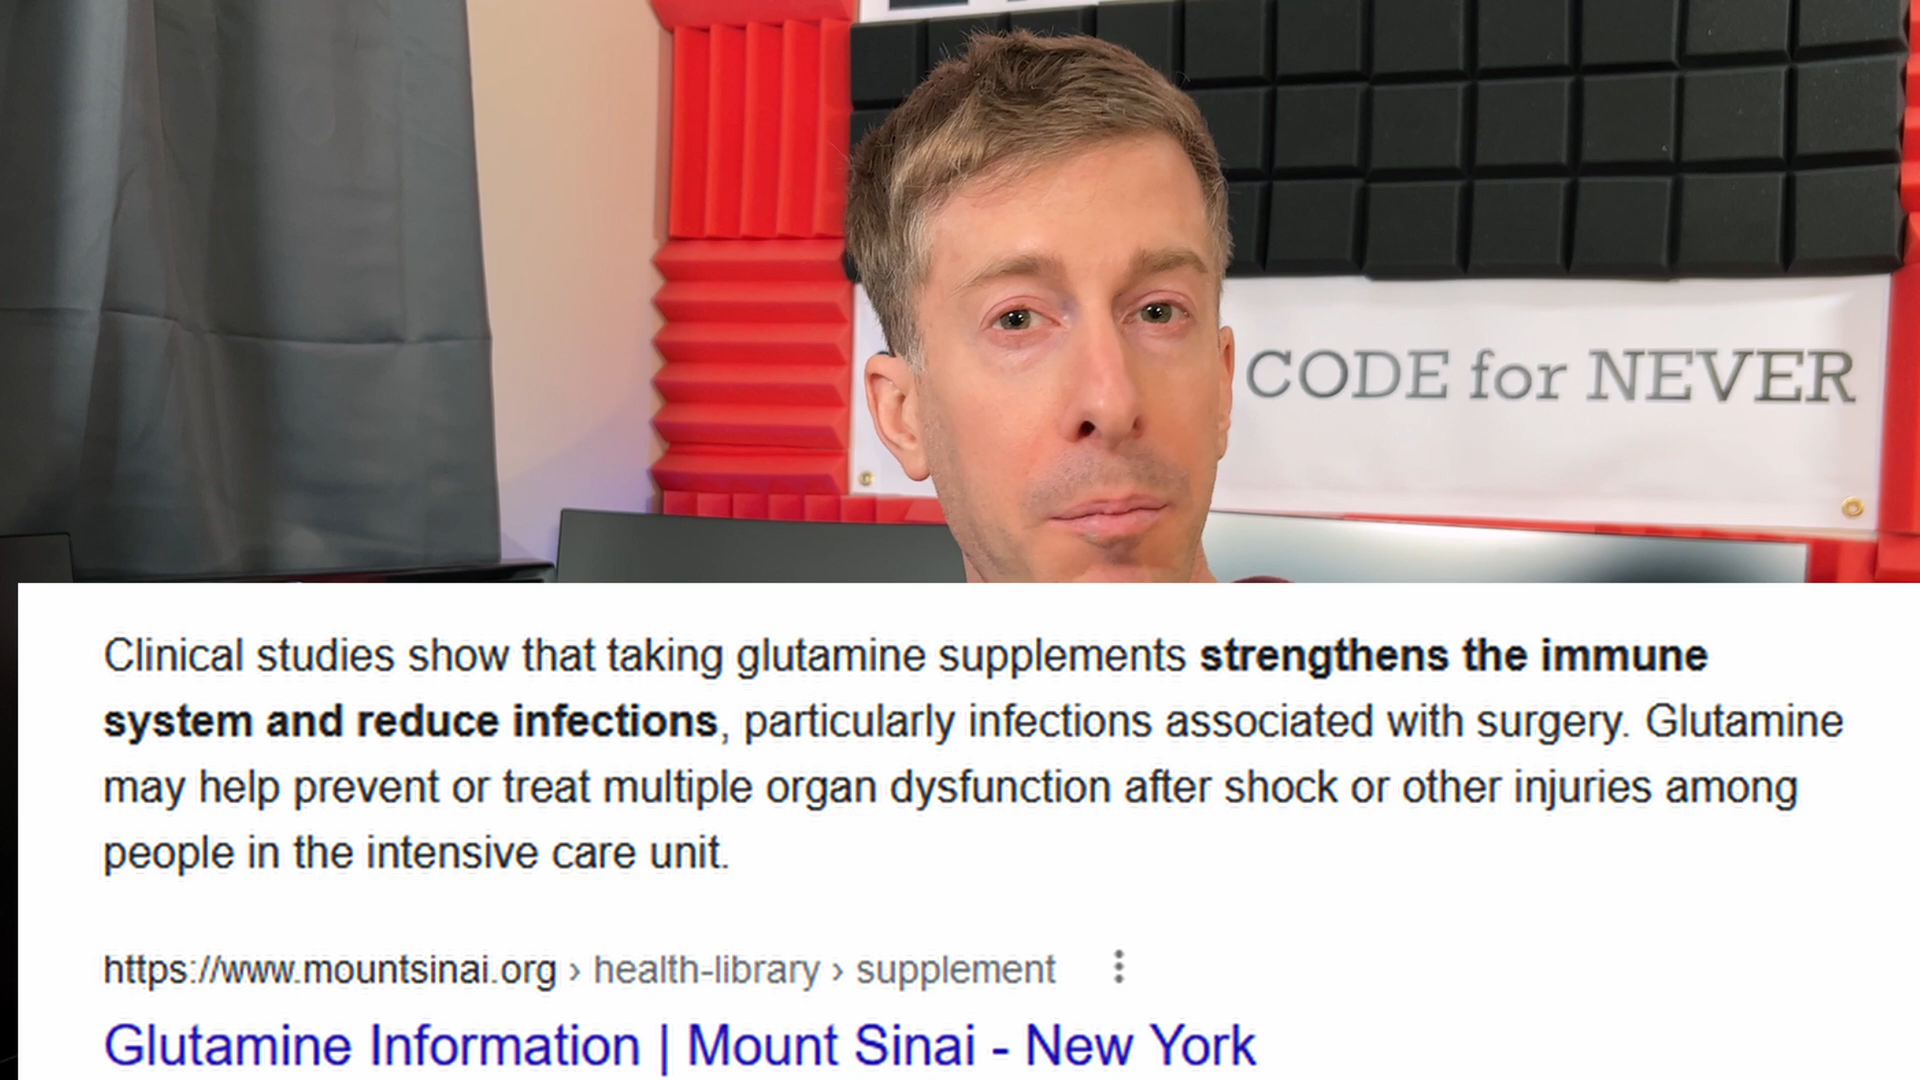 CODE for NEVER
Clinical studies show that taking glutamine supplements strengthens the immune
system and reduce infections, particularly infections associated with surgery. Glutamine
may help prevent or treat multiple organ dysfunction after shock or other injuries among
people in the intensive care unit.
https://www.mountsinai.org › health-library › supplement
Glutamine Information | Mount Sinai - New York